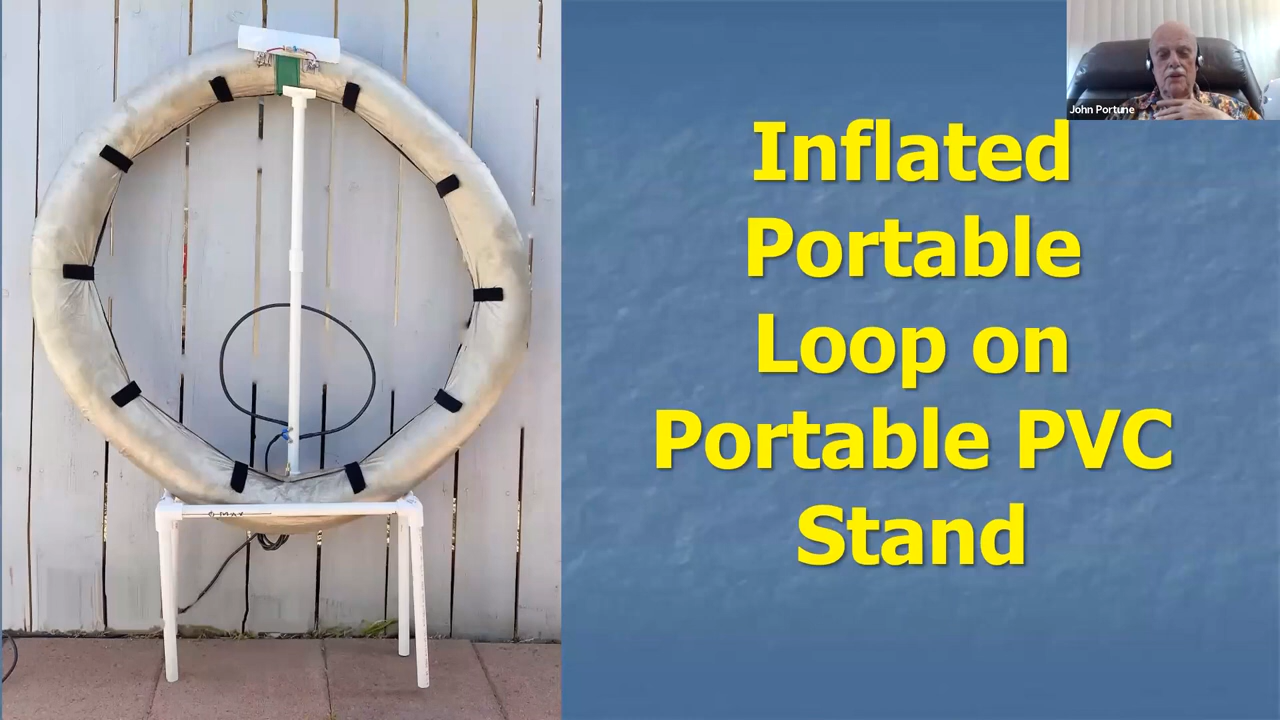 John Portune
Inflated
Portable
Loop on
Portable PVC
Stand